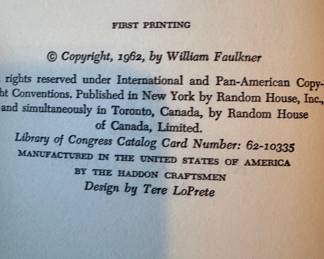 FIRST PRINTING
© Copyright, 1962, by William Faulkner
rights reserved under International and Pan-American Copy-
ht Conventions. Published in New York by Random House, Inc.,
and simultaneously in Toronto, Canada, by Random House
of Canada, Limited.
Library of Congress Catalog Card Number: 62-10335
MANUFACTURED IN THE UNITED STATES OF AMERICA
BY THE HADDON CRAFTSMEN
Design by Tere LoPrete